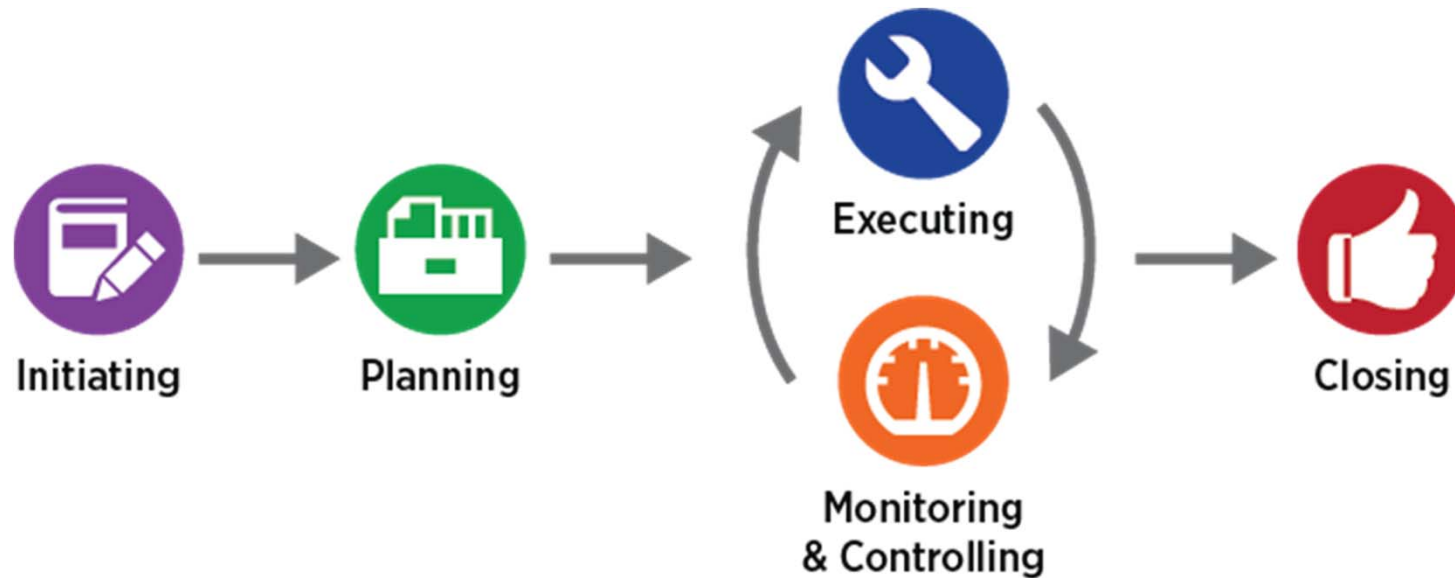 Initiating
Planning
Executing
Monitoring
& Controlling
Closing